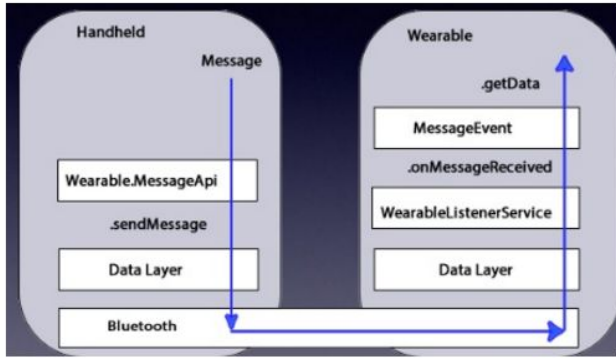 Handheld
Message
Wearable.MessageApi
.sendMessage
Data Layer
Bluetooth
Wearable
.getData
MessageEvent
.onMessageReceived
WearableListenerService
Data Layer